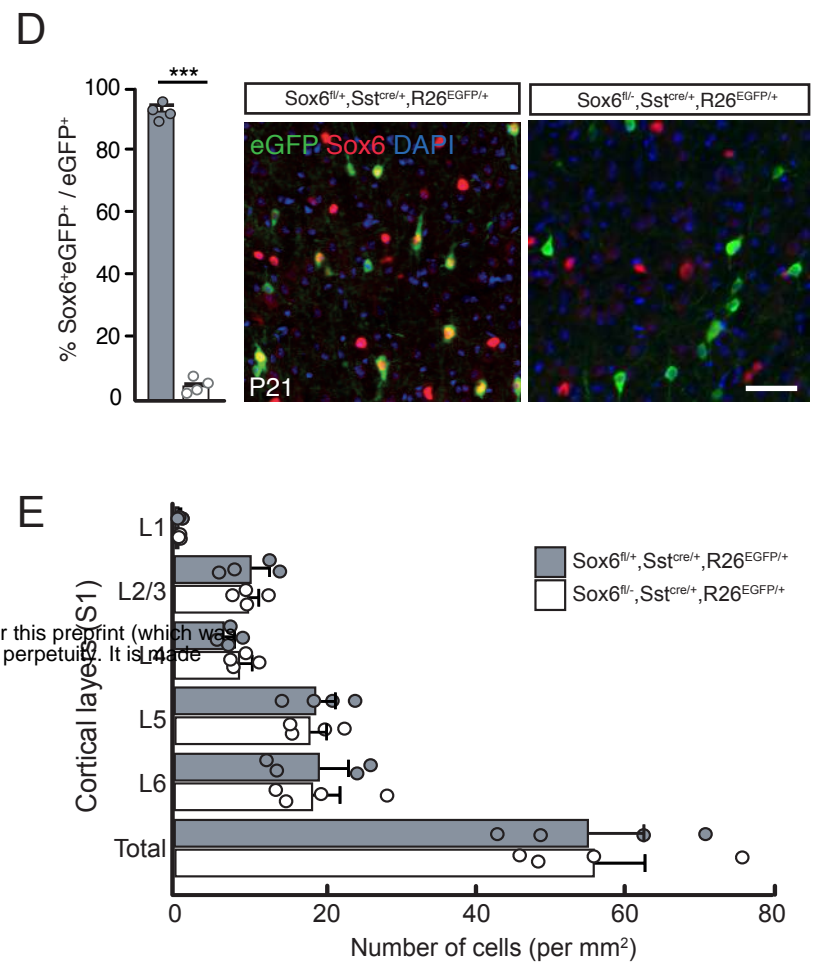 D
***
100
80
60
40
20
0
% Sox6⁺eGFP⁺ / eGFP⁺
Sox6fl/+,Sstcre/+,R26EGFP/+
Sox6fl/-,Sstcre/+,R26EGFP/+
eGFP Sox6 DAPI
P21
E
Cortical layers (S1)
L1
L2/3
L4
L5
L6
Total
r this preprint (which was
perpetuity. It is made
Sox6fl/+,Sstcre/+,R26EGFP/+
Sox6fl/-,Sstcre/+,R26EGFP/+
0 20 40 60 80
Number of cells (per mm²)